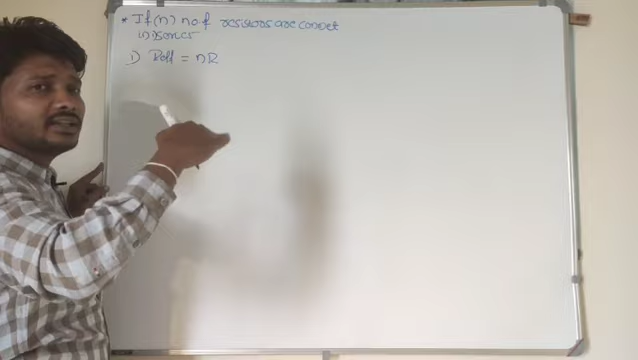 * If (n) no of resistors are connect
in series
1) Reff = nR